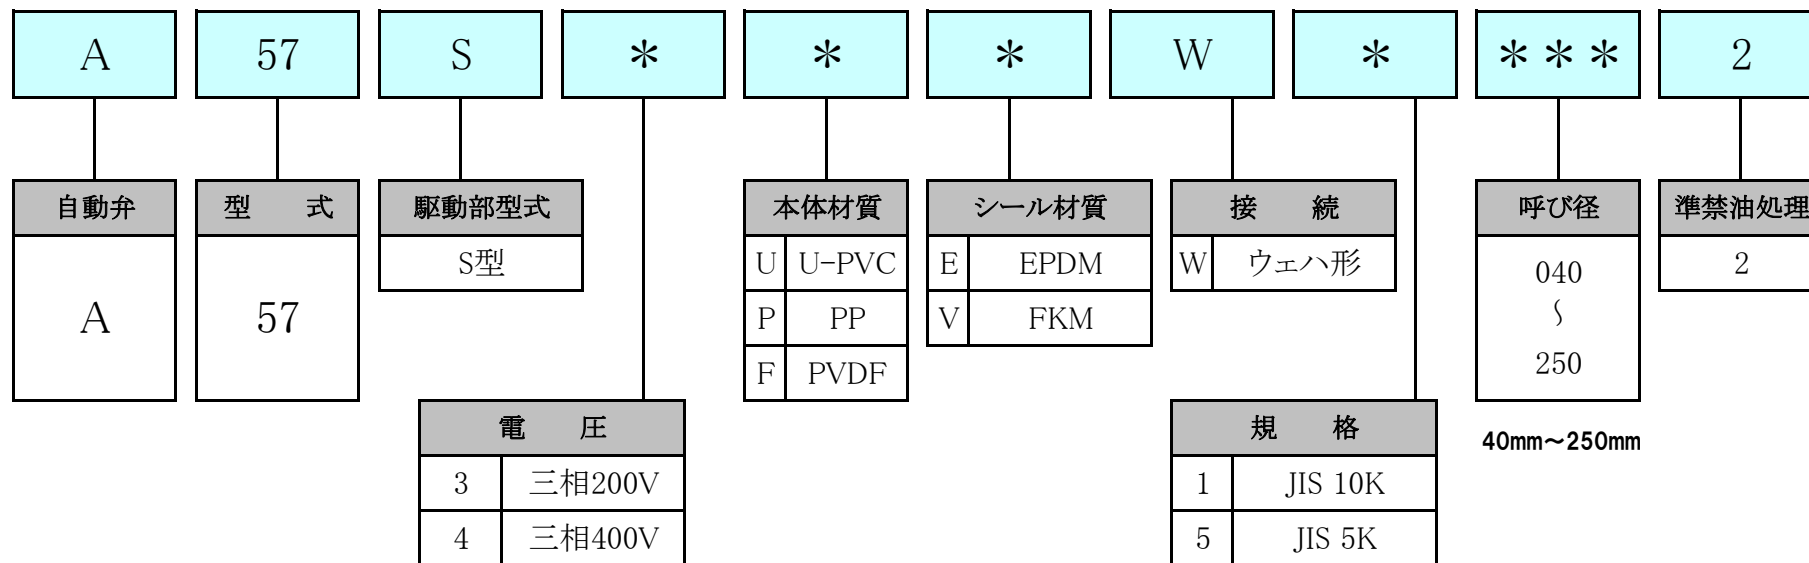 A 57 S * * * W * *** 2
自動弁 型 式 駆動部型式 本体材質 シール材質 接 続 呼び径 準禁油処理
A 57 S型 U U-PVC E EPDM W ウェハ形 040 2
P PP V FKM 〜
F PVDF 250
電 圧 規 格 40mm〜250mm
3 三相200V 1 JIS 10K
4 三相400V 5 JIS 5K